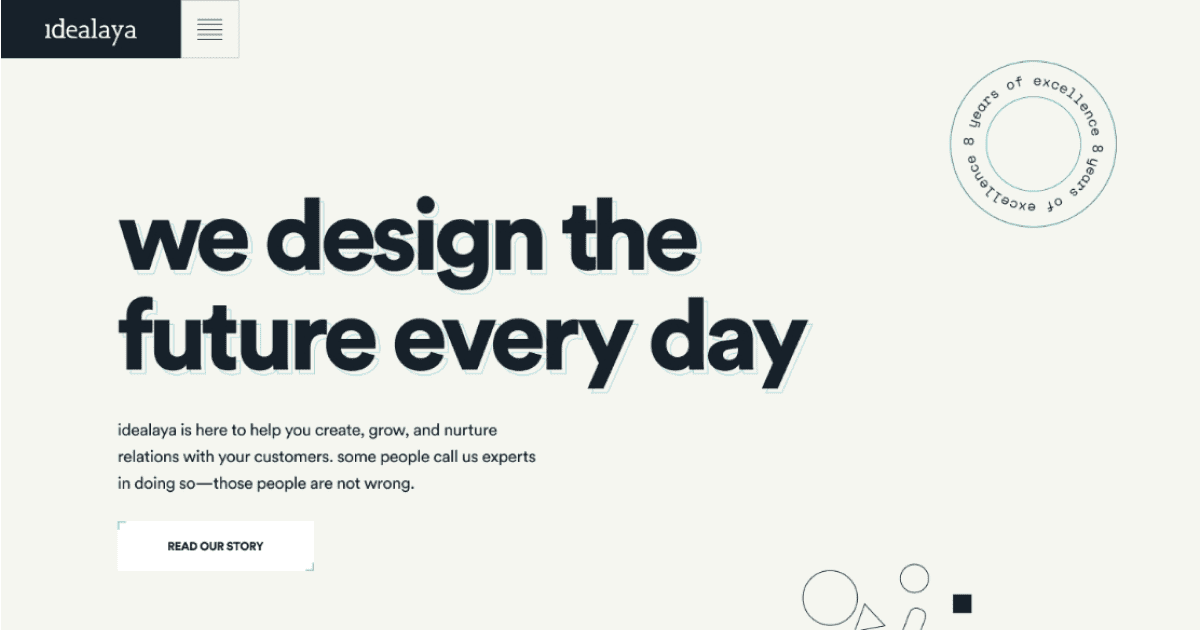 idealaya
8 years of excellence 8 years of excellence
we design the
future every day
idealaya is here to help you create, grow, and nurture
relations with your customers. some people call us experts
in doing so—those people are not wrong.
READ OUR STORY